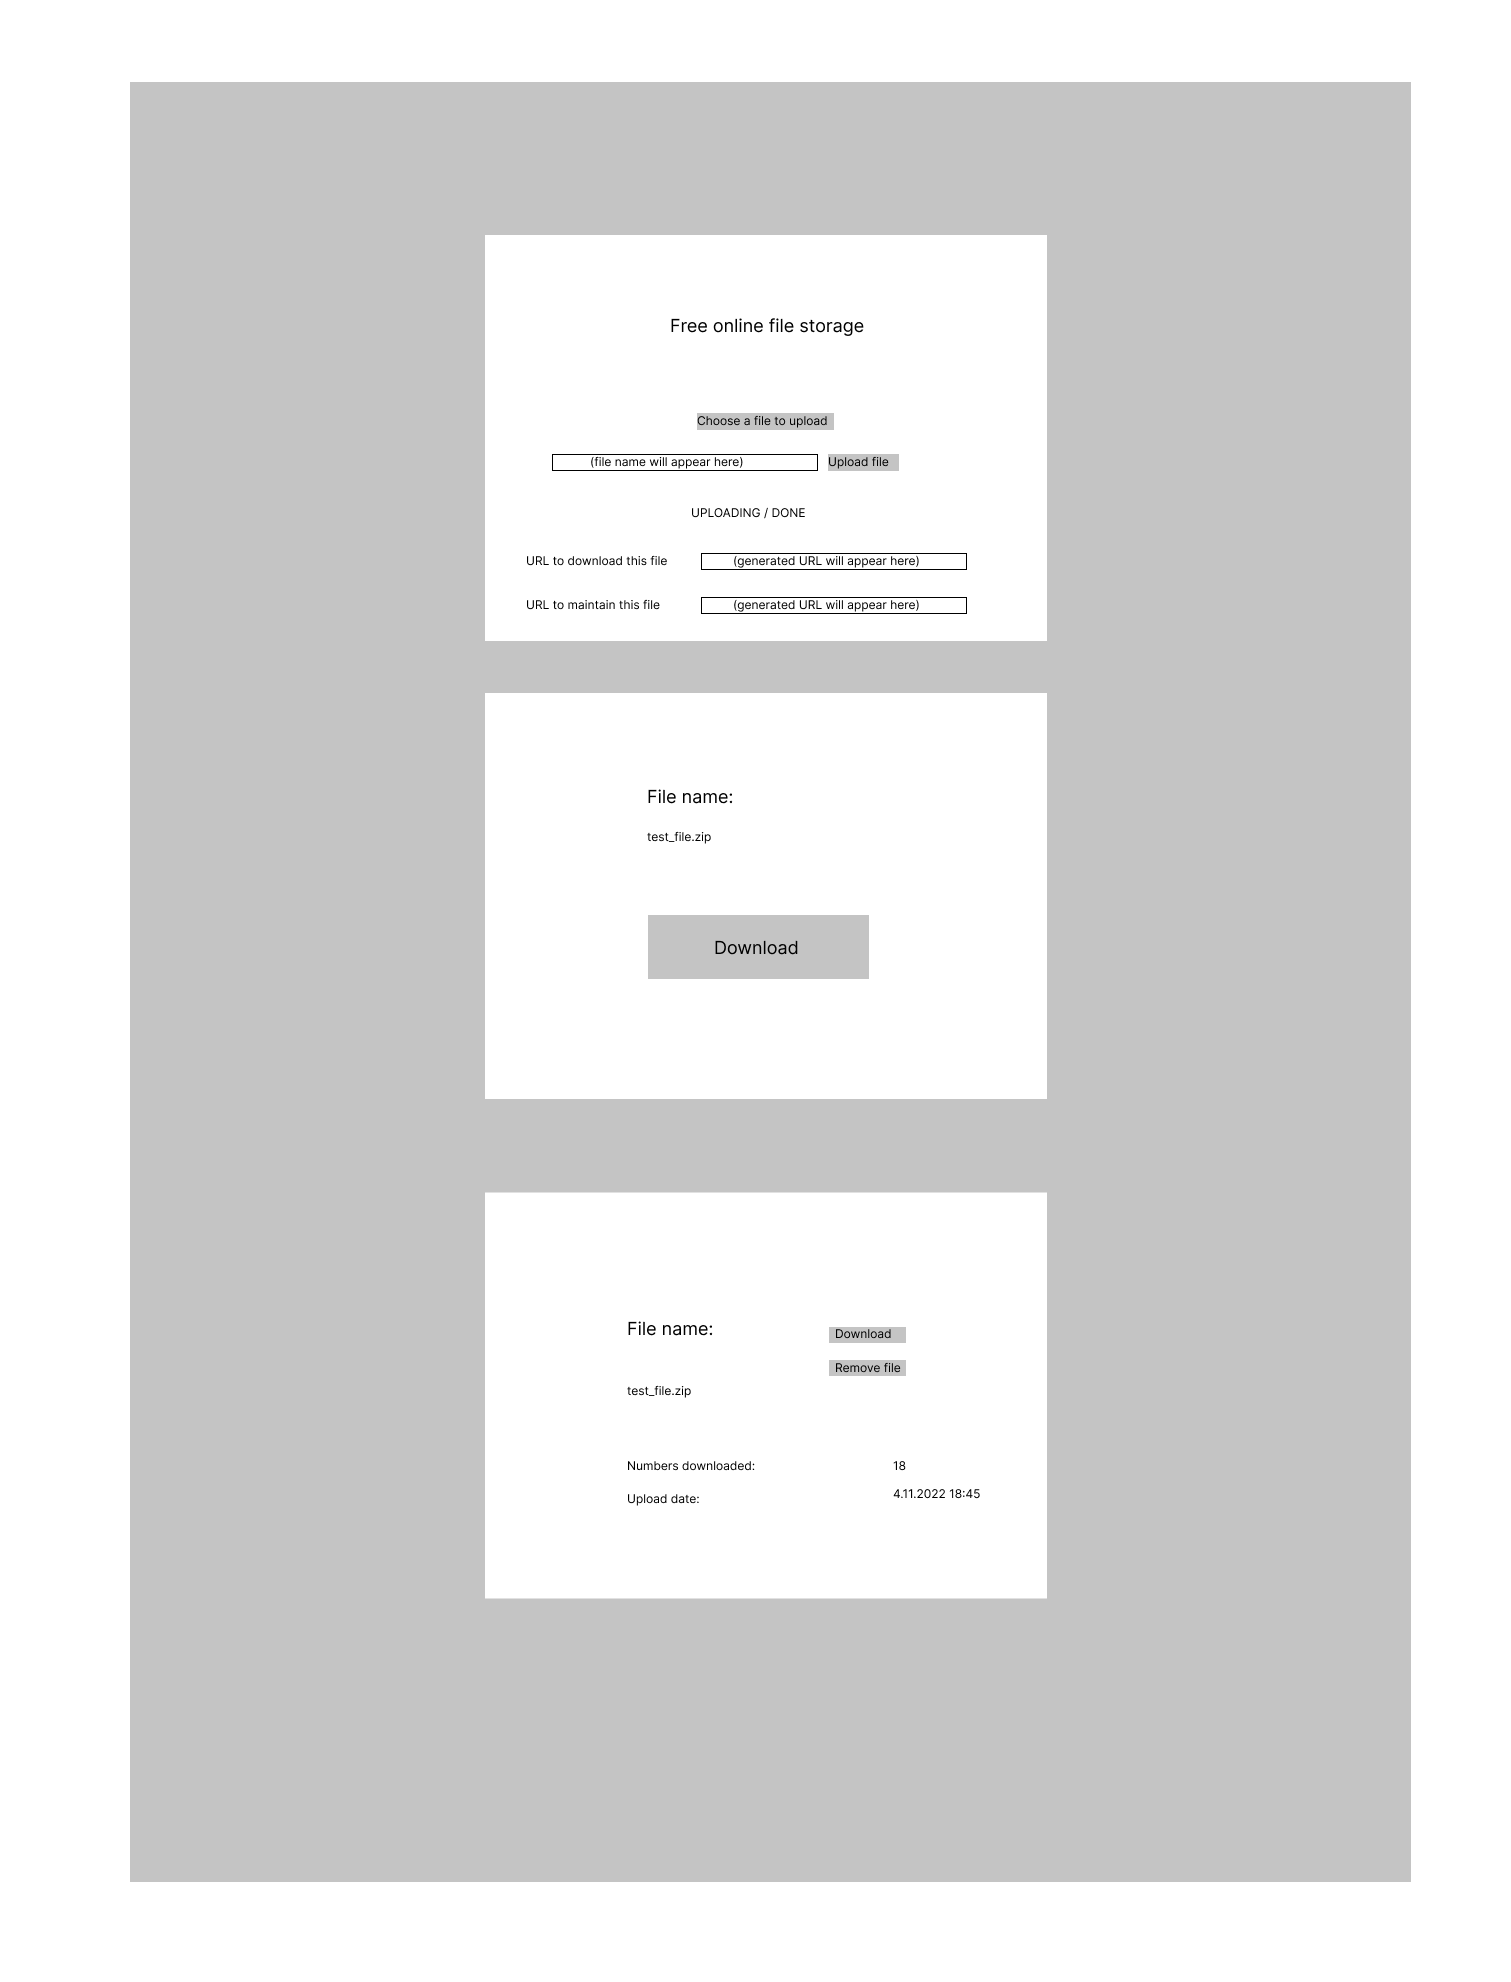 Free online file storage
Choose a file to upload
(file name will appear here) Upload file
UPLOADING / DONE
URL to download this file (generated URL will appear here)
URL to maintain this file (generated URL will appear here)
File name:
test_file.zip
Download
File name: Download
Remove file
test_file.zip
Numbers downloaded: 18
Upload date: 4.11.2022 18:45